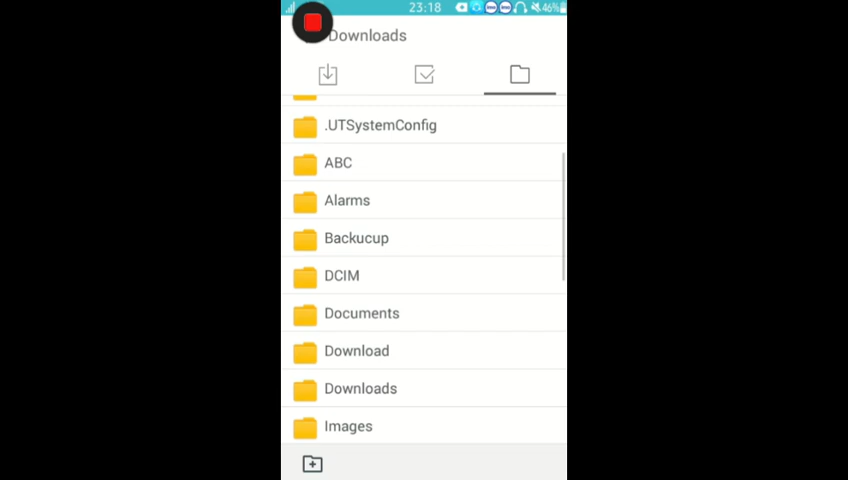 23:18
46%
Downloads
.UTSystemConfig
ABC
Alarms
Backucup
DCIM
Documents
Download
Downloads
Images